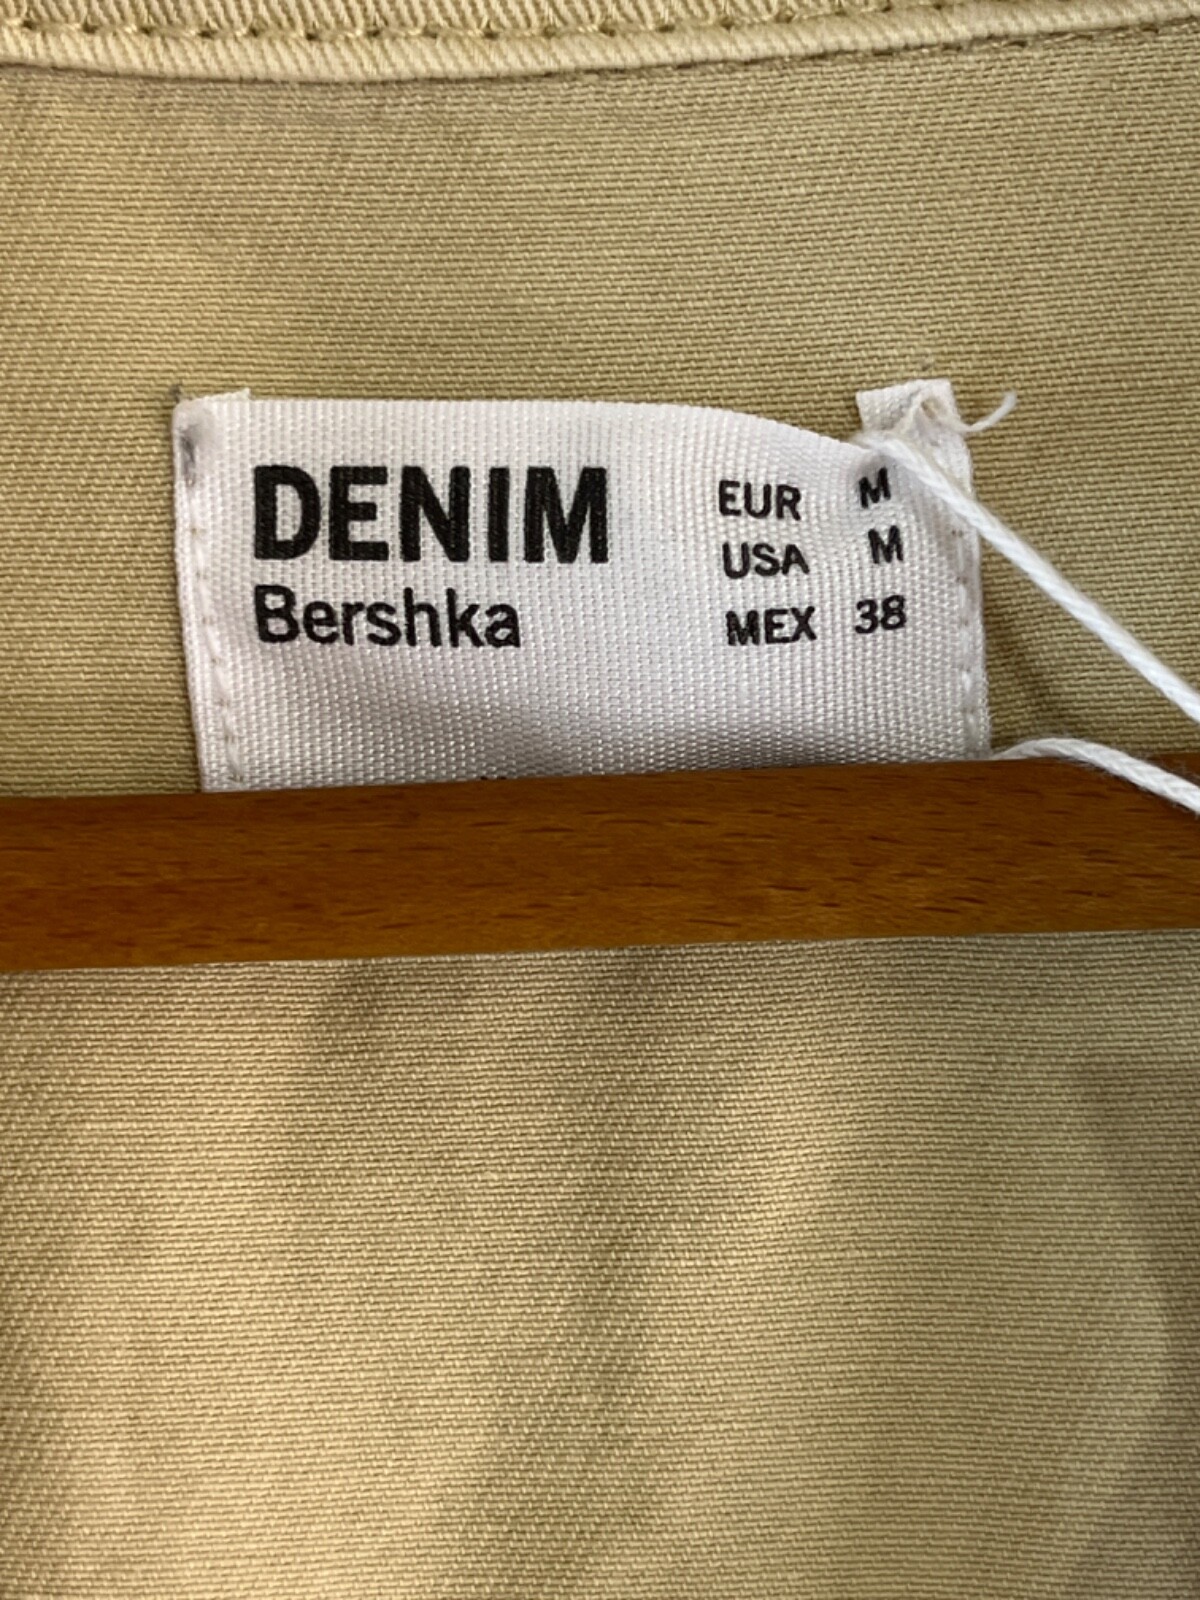 DENIM
Bershka
EUR M
USA M
MEX 38